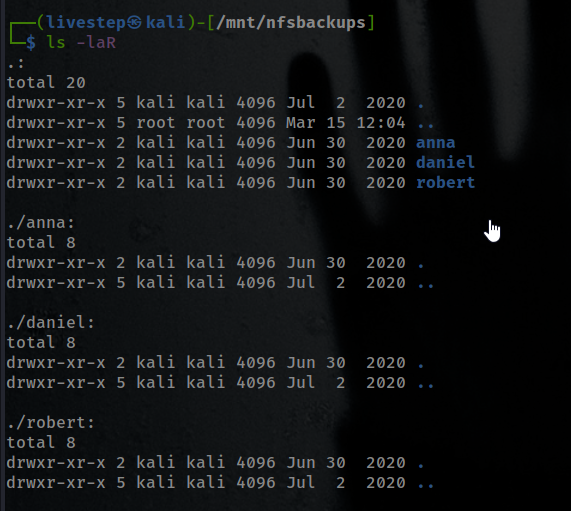 ┌──(livestep㉿kali)-[/mnt/nfsbackups]
└─$ ls -laR
.:
total 20
drwxr-xr-x 5 kali kali 4096 Jul  2  2020 .
drwxr-xr-x 5 root root 4096 Mar 15 12:04 ..
drwxr-xr-x 2 kali kali 4096 Jun 30  2020 anna
drwxr-xr-x 2 kali kali 4096 Jun 30  2020 daniel
drwxr-xr-x 2 kali kali 4096 Jun 30  2020 robert

./anna:
total 8
drwxr-xr-x 2 kali kali 4096 Jun 30  2020 .
drwxr-xr-x 5 kali kali 4096 Jul  2  2020 ..

./daniel:
total 8
drwxr-xr-x 2 kali kali 4096 Jun 30  2020 .
drwxr-xr-x 5 kali kali 4096 Jul  2  2020 ..

./robert:
total 8
drwxr-xr-x 2 kali kali 4096 Jun 30  2020 .
drwxr-xr-x 5 kali kali 4096 Jul  2  2020 ..